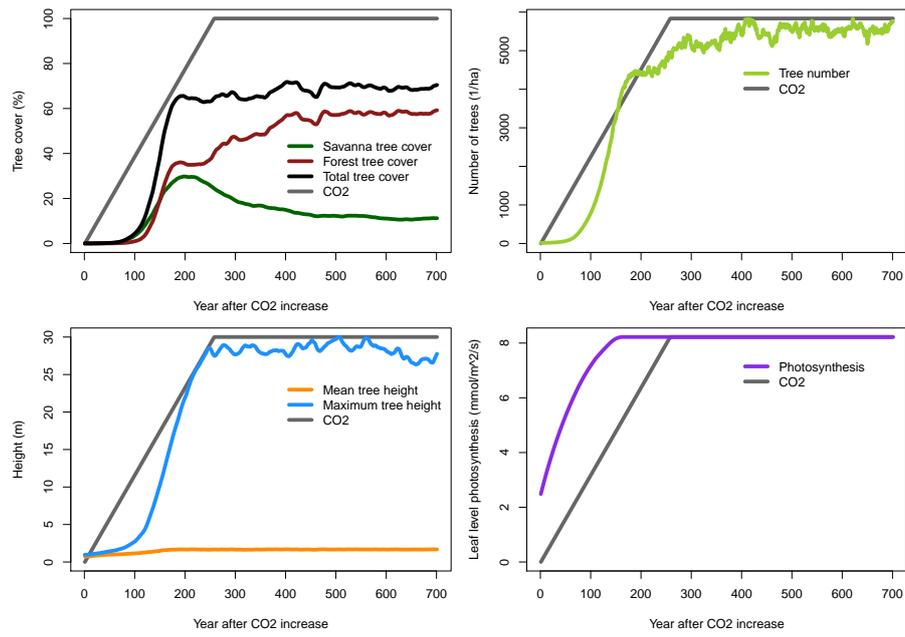 Tree cover (%)
100
80
60
40
20
0
Savanna tree cover
Forest tree cover
Total tree cover
CO2
0 100 200 300 400 500 600 700
Year after CO2 increase
Number of trees (1/ha)
5000
3000
1000
0
Tree number
CO2
0 100 200 300 400 500 600 700
Year after CO2 increase
Height (m)
30
25
20
15
10
5
0
Mean tree height
Maximum tree height
CO2
0 100 200 300 400 500 600 700
Year after CO2 increase
Leaf level photosynthesis (mmol/m^2/s)
8
6
4
2
0
Photosynthesis
CO2
0 100 200 300 400 500 600 700
Year after CO2 increase